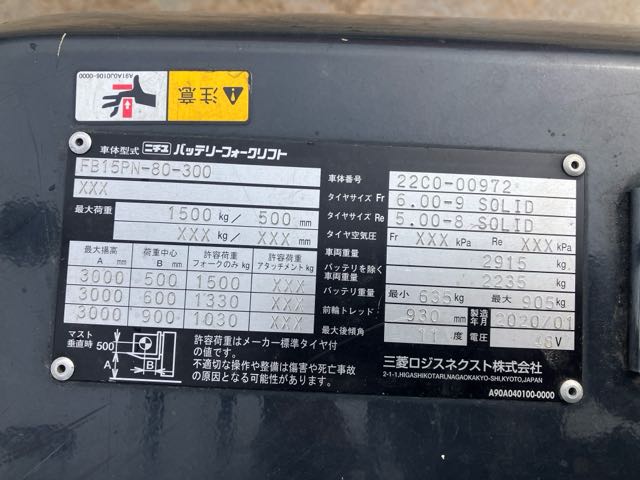 A91A0J0106-0000
注意
車体型式 ニチユ バッテリーフォークリフト
FB15PN-80-300
XXX
最大荷重 1500 kg/ 500 mm
XXX kg/ XXX mm
最大揚高 A mm 荷重中心 B mm 許容荷重 フォークのみ kg 許容荷重 アタッチメント kg
3000 500 1500 XXX
3000 600 1330 XXX
3000 900 1030 XXX
マスト垂直時 500 A B
許容荷重はメーカー標準タイヤ付
の値です。
不適切な操作や整備は傷害や死亡事故
の原因となる可能性があります。
車体番号 22C0-00972
タイヤサイズ Fr 6.00-9 SOLID
タイヤサイズ Re 5.00-8 SOLID
タイヤ空気圧 Fr XXX kPa Re XXX kPa
車両重量 2915 kg
バッテリを除く車両重量 2235 kg
バッテリ重量 最小 635 kg 最大 905 kg
前輪トレッド 930 mm 製造年月 2020/01
最大後傾角 11 度 電圧 48 V
三菱ロジスネクスト株式会社
2-1-1,HIGASHIKOTARI,NAGAOKAKYO-SHI,KYOTO,JAPAN
A90A040100-0000